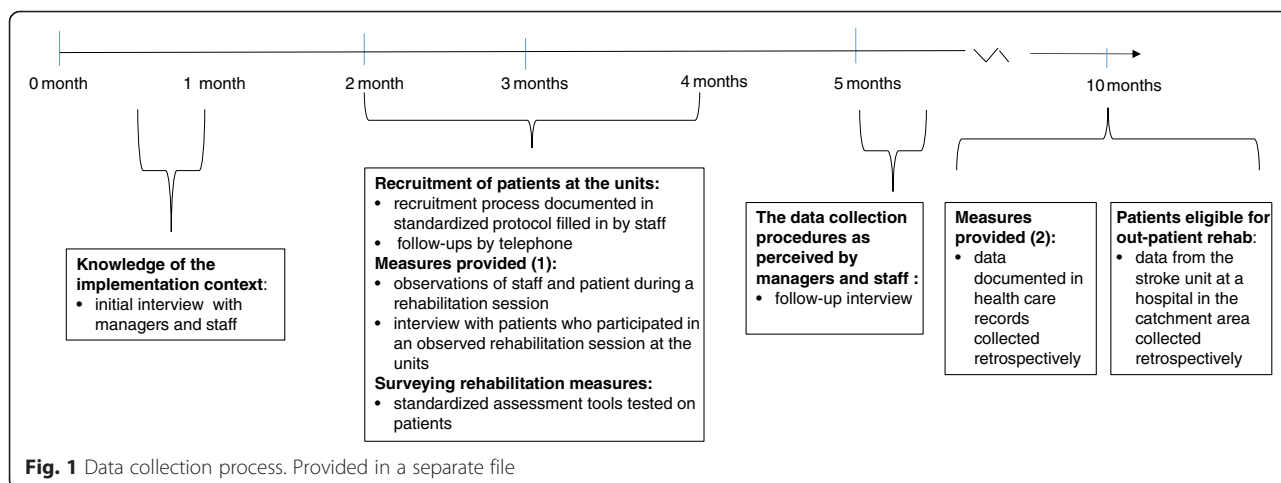 0 month
1 month
2 month
3 months
4 months
5 months
10 months
Knowledge of the
implementation context:
• initial interview with
managers and staff
Recruitment of patients at the units:
• recruitment process documented in
standardized protocol filled in by staff
• follow-ups by telephone
Measures provided (1):
• observations of staff and patient during a
rehabilitation session
• interview with patients who participated in
an observed rehabilitation session at the
units
Surveying rehabilitation measures:
• standardized assessment tools tested on
patients
The data collection
procedures as
perceived by
managers and staff :
• follow-up interview
Measures
provided (2):
• data
documented in
health care
records
collected
retrospectively
Patients eligible for
out-patient rehab:
• data from the
stroke unit at a
hospital in the
catchment area
collected
retrospectively
Fig. 1 Data collection process. Provided in a separate file